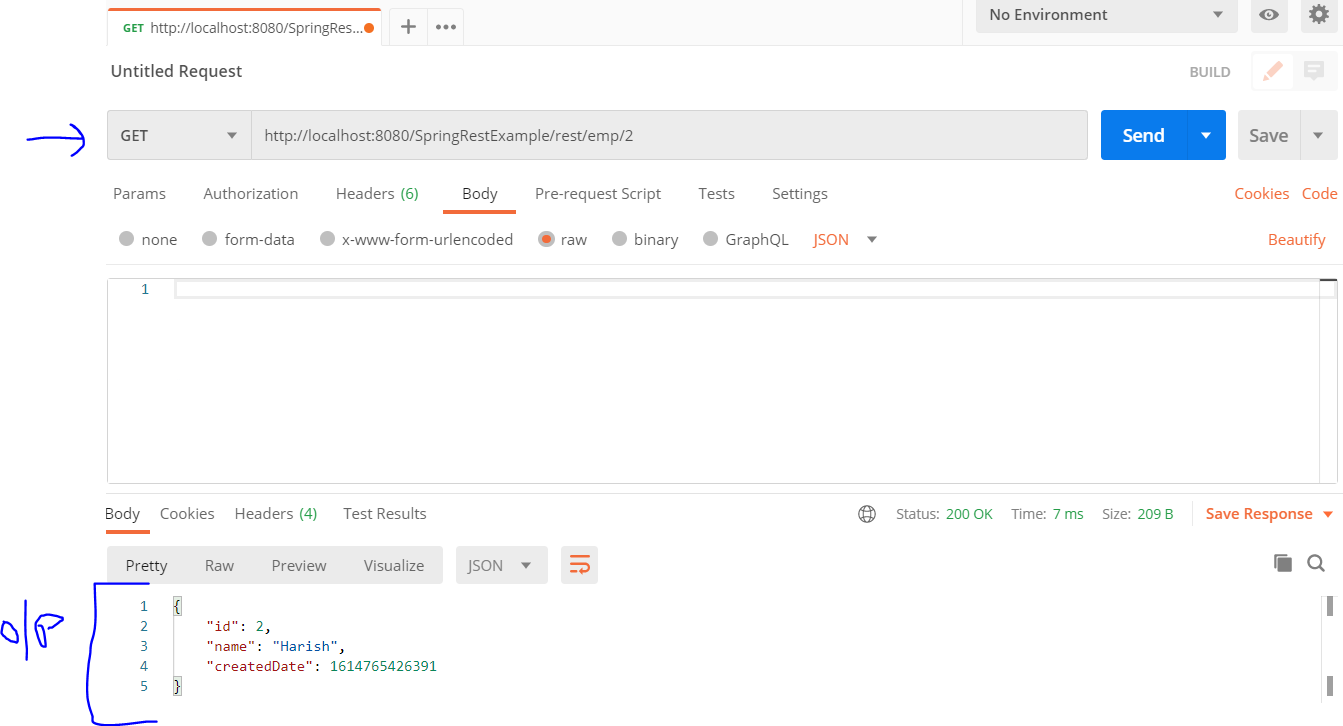 GET http://localhost:8080/SpringRes... + ••• No Environment
Untitled Request BUILD
GET http://localhost:8080/SpringRestExample/rest/emp/2 Send Save
Params Authorization Headers (6) Body Pre-request Script Tests Settings Cookies Code
none form-data x-www-form-urlencoded raw binary GraphQL JSON Beautify
1
Body Cookies Headers (4) Test Results Status: 200 OK Time: 7 ms Size: 209 B Save Response
Pretty Raw Preview Visualize JSON
o/p
1 {
2 "id": 2,
3 "name": "Harish",
4 "createdDate": 1614765426391
5 }